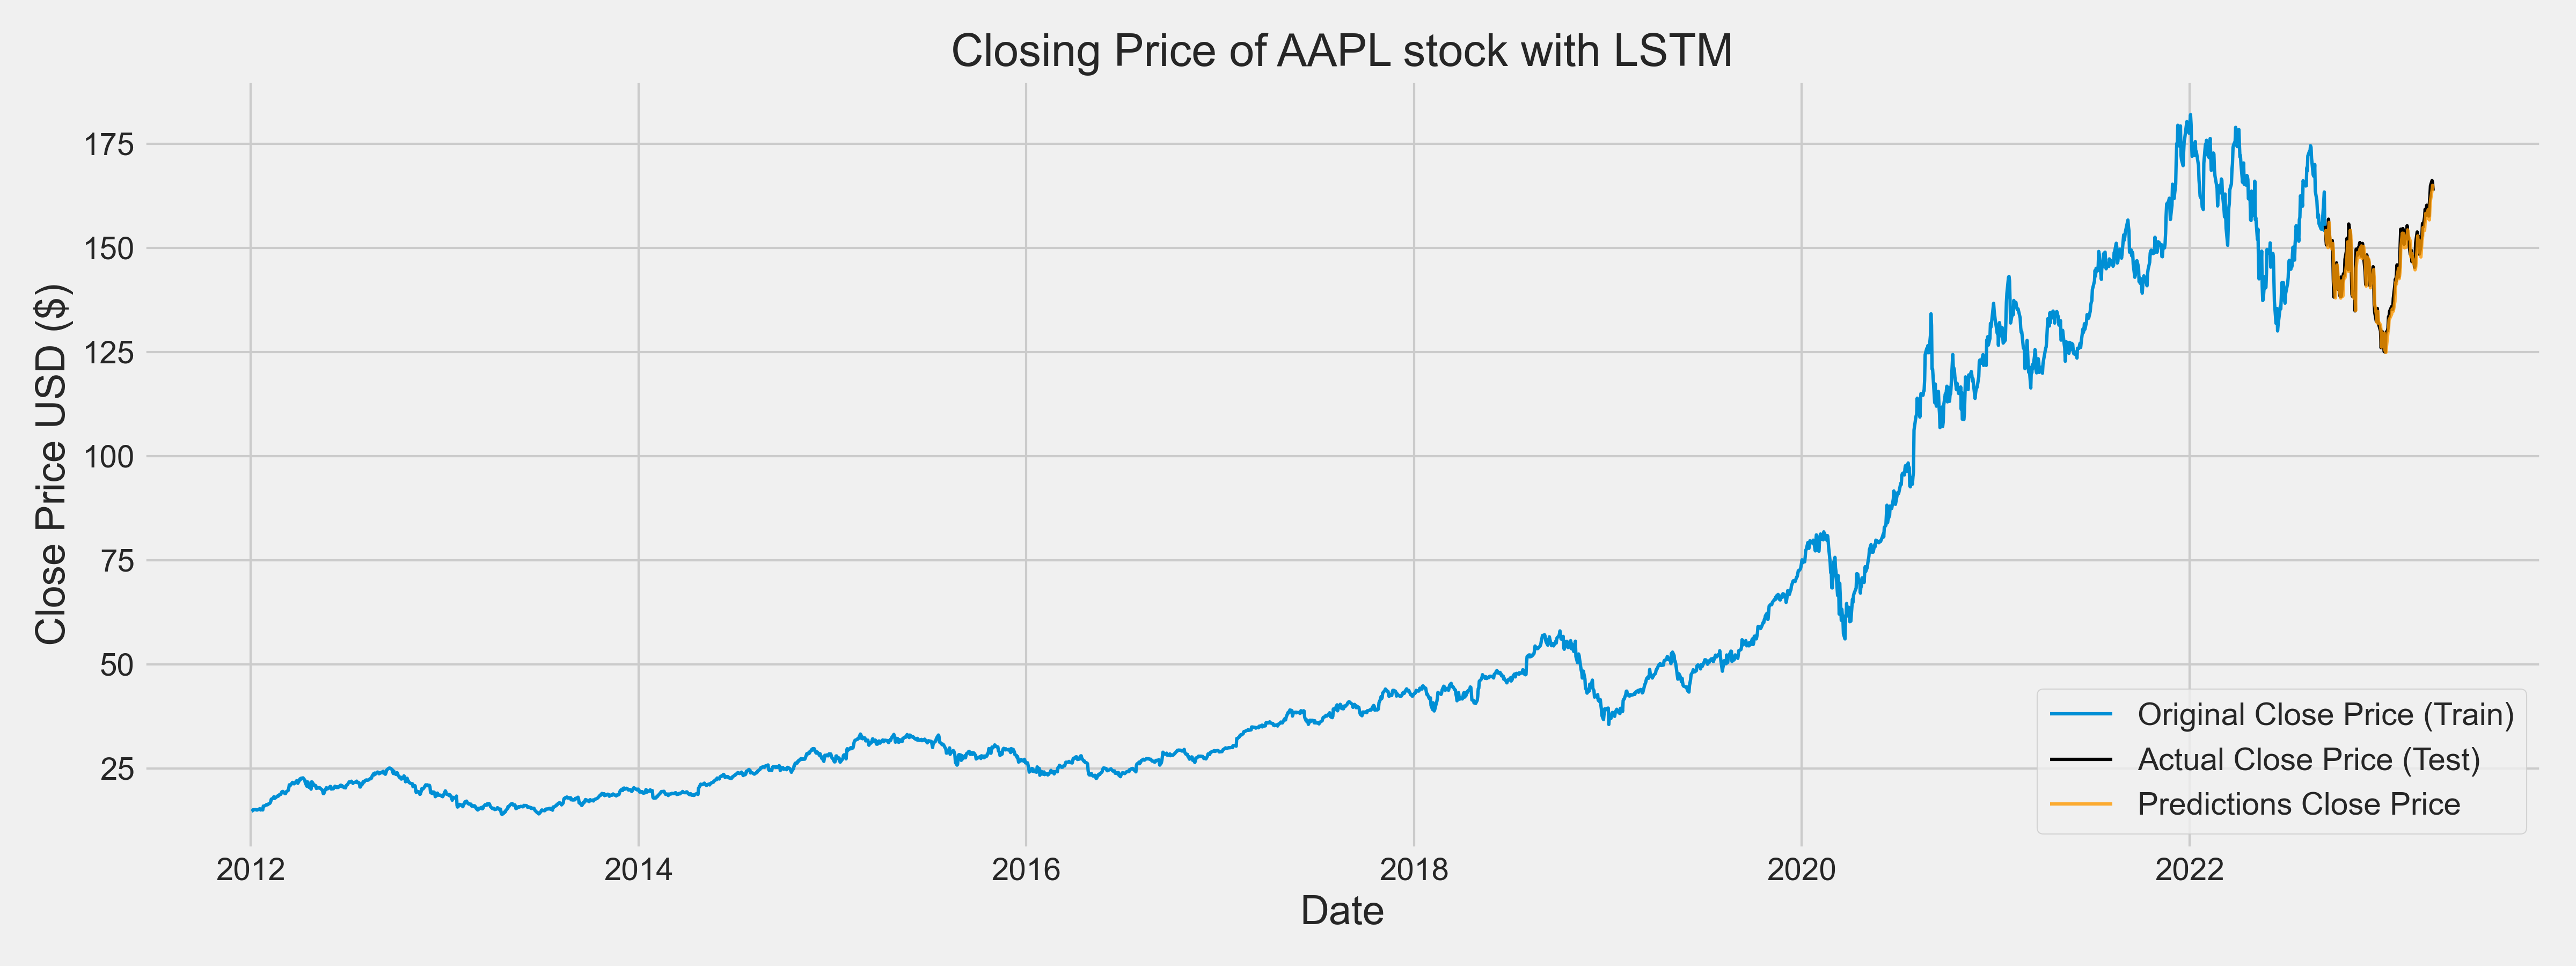 Closing Price of AAPL stock with LSTM
Close Price USD ($)
175
150
125
100
75
50
25
2012 2014 2016 2018 2020 2022
Date
Original Close Price (Train)
Actual Close Price (Test)
Predictions Close Price